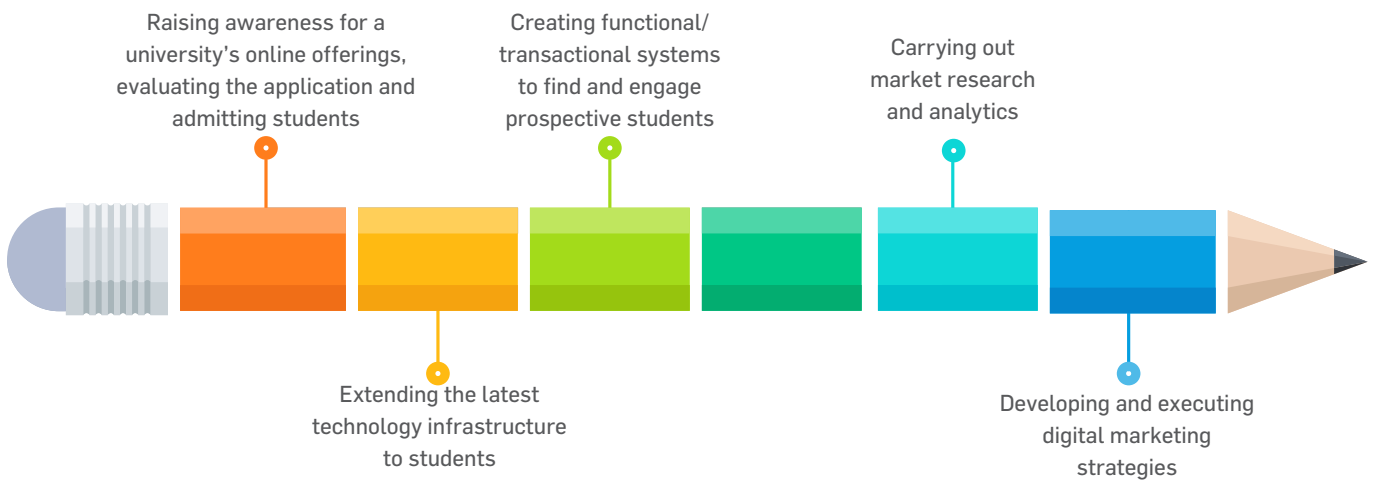 Raising awareness for a
university's online offerings,
evaluating the application and
admitting students
Extending the latest
technology infrastructure
to students
Creating functional/
transactional systems
to find and engage
prospective students
Carrying out
market research
and analytics
Developing and executing
digital marketing
strategies